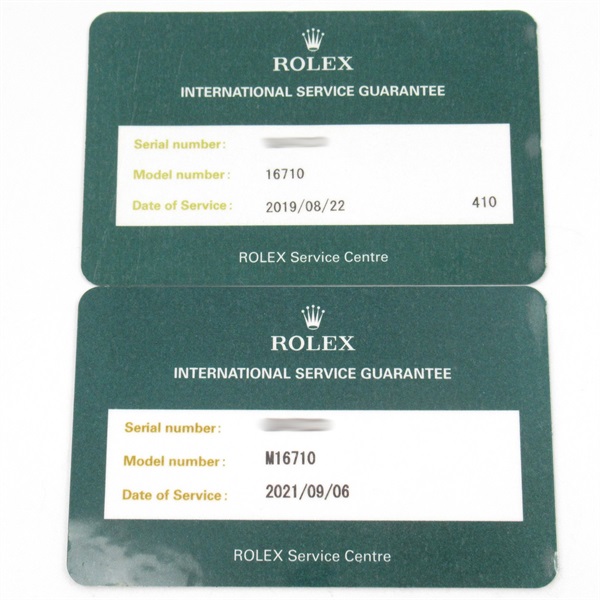 ROLEX
INTERNATIONAL SERVICE GUARANTEE
Serial number:
Model number: 16710
Date of Service: 2019/08/22 410
ROLEX Service Centre
ROLEX
INTERNATIONAL SERVICE GUARANTEE
Serial number:
Model number: M16710
Date of Service: 2021/09/06
ROLEX Service Centre